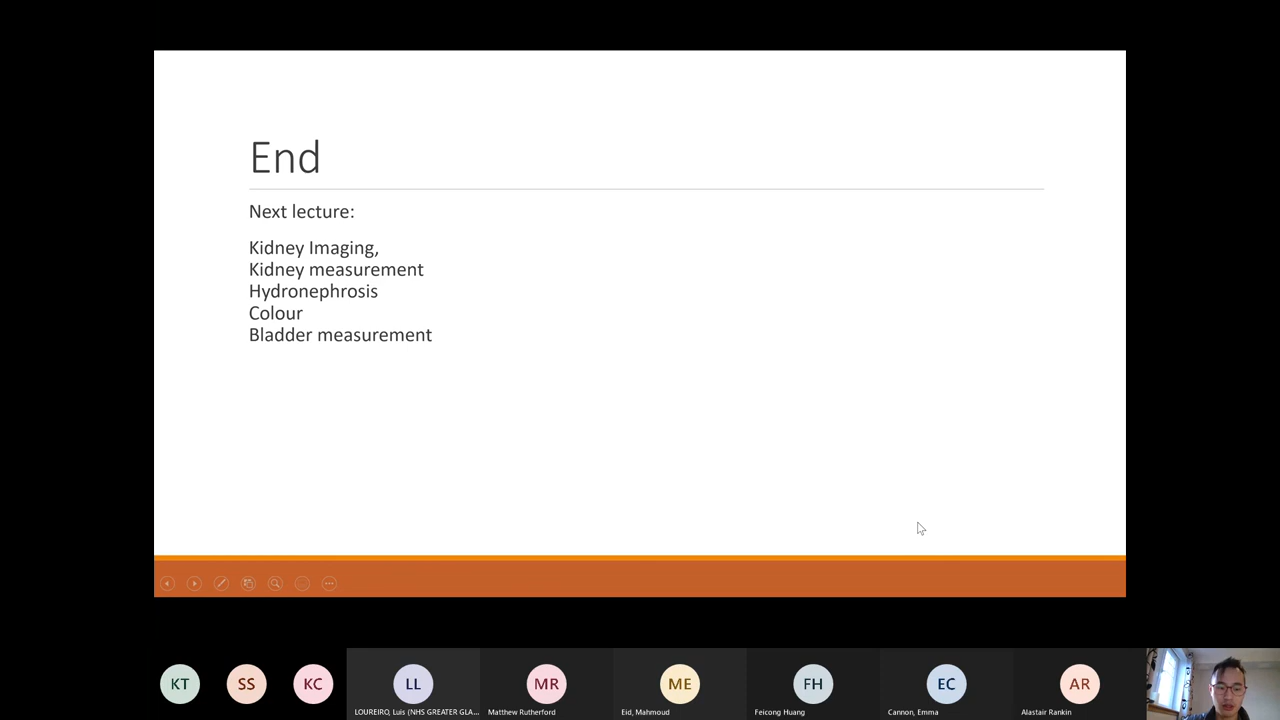 End
Next lecture:
Kidney Imaging,
Kidney measurement
Hydronephrosis
Colour
Bladder measurement
KT
SS
KC
LL
MR
ME
FH
EC
AR
LOUREIRO, Luis (NHS GREATER GLA...
Matthew Rutherford
Eid, Mahmoud
Feicong Huang
Cannon, Emma
Alastair Rankin